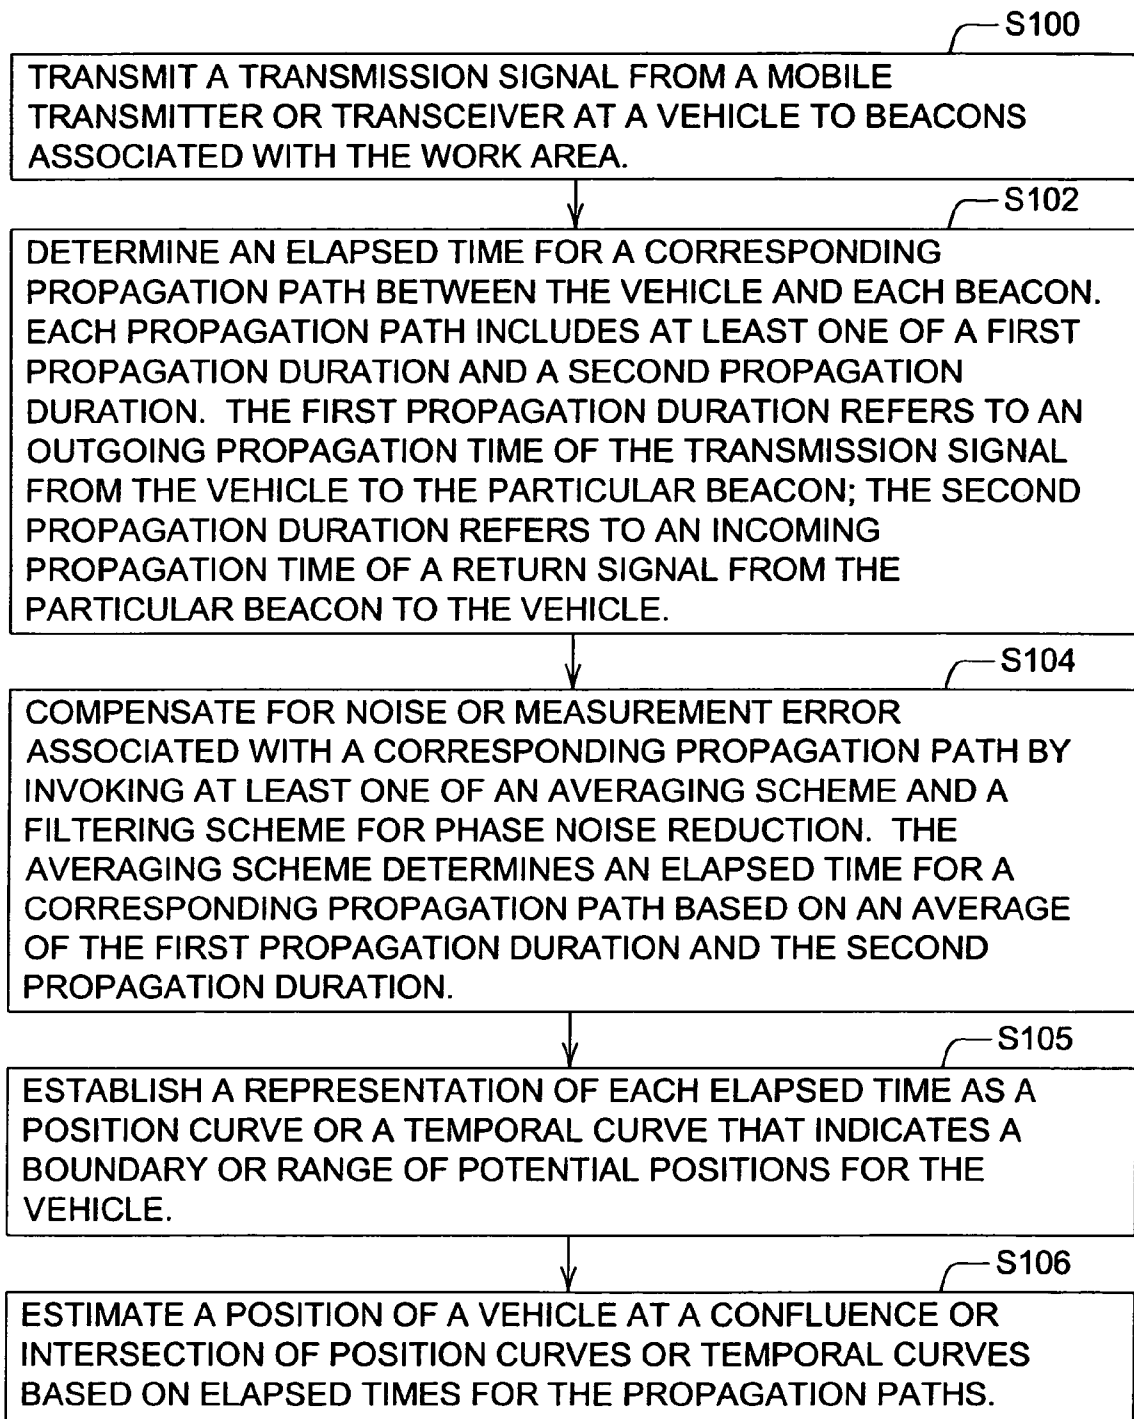 S100
TRANSMIT A TRANSMISSION SIGNAL FROM A MOBILE
TRANSMITTER OR TRANSCEIVER AT A VEHICLE TO BEACONS
ASSOCIATED WITH THE WORK AREA.
S102
DETERMINE AN ELAPSED TIME FOR A CORRESPONDING
PROPAGATION PATH BETWEEN THE VEHICLE AND EACH BEACON.
EACH PROPAGATION PATH INCLUDES AT LEAST ONE OF A FIRST
PROPAGATION DURATION AND A SECOND PROPAGATION
DURATION. THE FIRST PROPAGATION DURATION REFERS TO AN
OUTGOING PROPAGATION TIME OF THE TRANSMISSION SIGNAL
FROM THE VEHICLE TO THE PARTICULAR BEACON; THE SECOND
PROPAGATION DURATION REFERS TO AN INCOMING
PROPAGATION TIME OF A RETURN SIGNAL FROM THE
PARTICULAR BEACON TO THE VEHICLE.
S104
COMPENSATE FOR NOISE OR MEASUREMENT ERROR
ASSOCIATED WITH A CORRESPONDING PROPAGATION PATH BY
INVOKING AT LEAST ONE OF AN AVERAGING SCHEME AND A
FILTERING SCHEME FOR PHASE NOISE REDUCTION. THE
AVERAGING SCHEME DETERMINES AN ELAPSED TIME FOR A
CORRESPONDING PROPAGATION PATH BASED ON AN AVERAGE
OF THE FIRST PROPAGATION DURATION AND THE SECOND
PROPAGATION DURATION.
S105
ESTABLISH A REPRESENTATION OF EACH ELAPSED TIME AS A
POSITION CURVE OR A TEMPORAL CURVE THAT INDICATES A
BOUNDARY OR RANGE OF POTENTIAL POSITIONS FOR THE
VEHICLE.
S106
ESTIMATE A POSITION OF A VEHICLE AT A CONFLUENCE OR
INTERSECTION OF POSITION CURVES OR TEMPORAL CURVES
BASED ON ELAPSED TIMES FOR THE PROPAGATION PATHS.